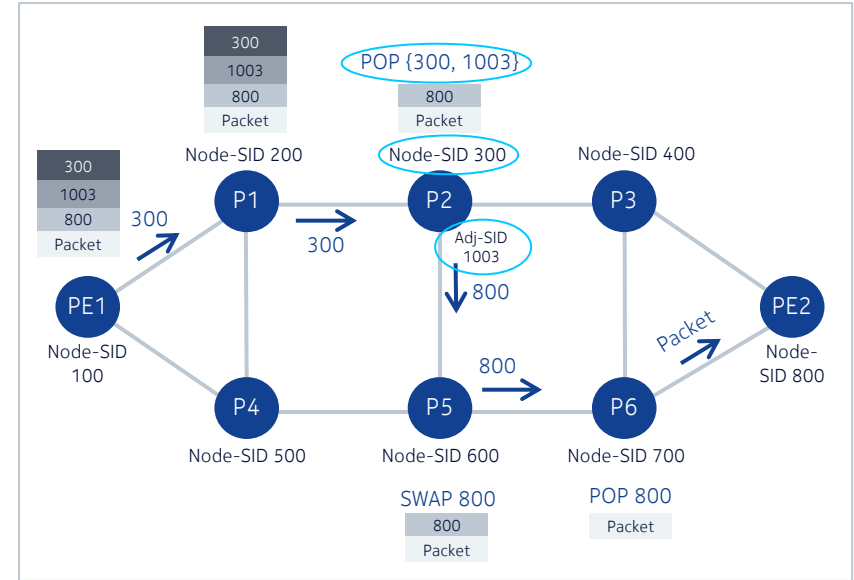 300
1003
800
Packet
POP {300, 1003}
800
Packet
Node-SID 200
Node-SID 300
Node-SID 400
300
1003
800
Packet
300
P1
P2
P3
300
Adj-SID
1003
800
PE1
Node-SID
100
Packet
PE2
Node-
SID 800
800
P4
P5
P6
Node-SID 500
Node-SID 600
Node-SID 700
SWAP 800
800
Packet
POP 800
Packet